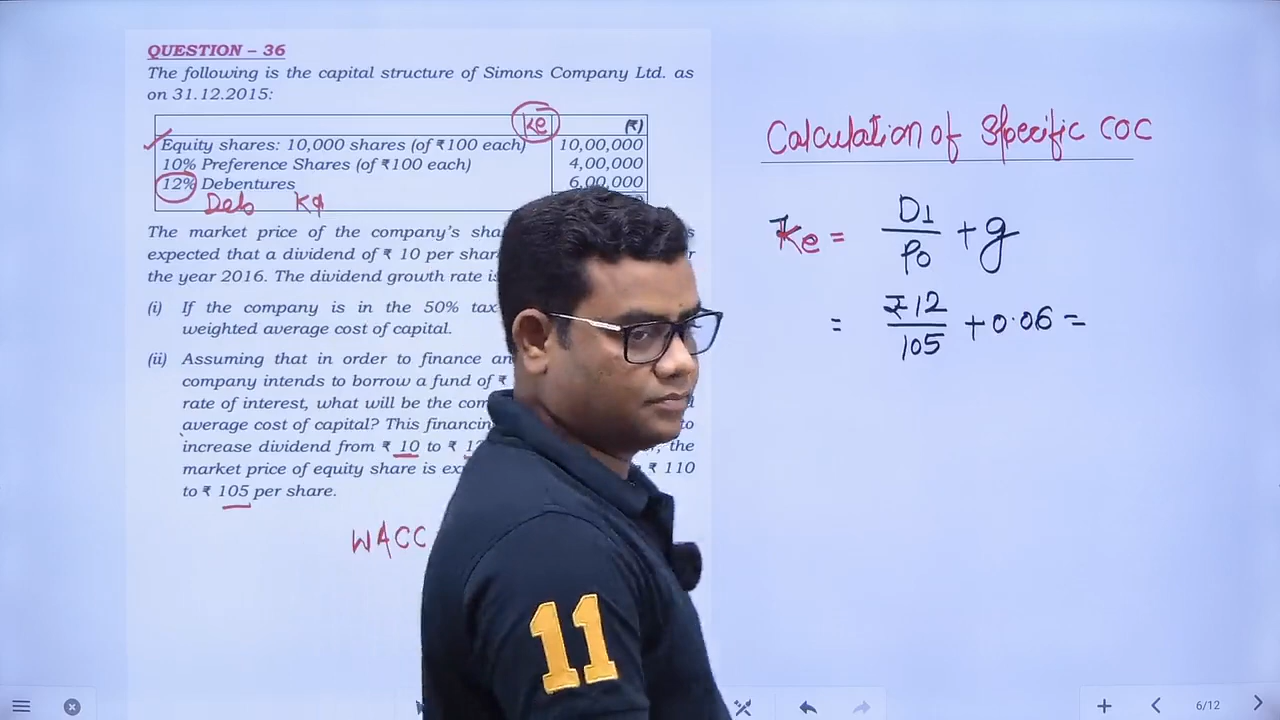 QUESTION – 36
The following is the capital structure of Simons Company Ltd. as
on 31.12.2015:
Ke (₹)
Equity shares: 10,000 shares (of ₹100 each) 10,00,000
10% Preference Shares (of ₹100 each) 4,00,000
12% Debentures 6,00,000
Deb Kd
The market price of the company's
expected that a dividend of ₹ 10 per
the year 2016. The dividend growth rate is
(i) If the company is in the 50% tax
weighted average cost of capital.
(ii) Assuming that in order to finance an
company intends to borrow a fund of ₹
rate of interest, what will be the
average cost of capital? This financing to
increase dividend from ₹ 10 to ₹ the
market price of equity share is ₹ 110
to ₹ 105 per share.
WACC
Calculation of Specific COC
Ke = D1/P0 + g
= ₹12/105 + 0.06 =
11
6/12